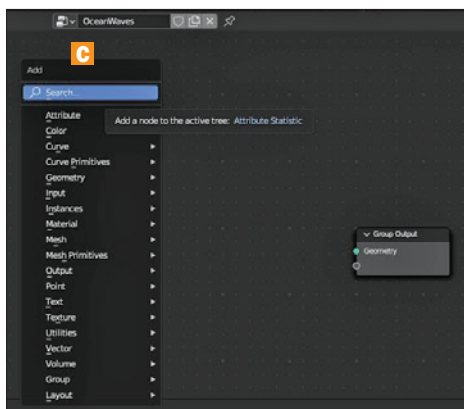 OceanWaves
C
Add
Search...
Attribute
Add a node to the active tree: Attribute Statistic
Color
Curve
Curve Primitives
Geometry
Input
Instances
Material
Mesh
Mesh Primitives
Output
Point
Text
Texture
Utilities
Vector
Volume
Group
Layout
Group Output
Geometry